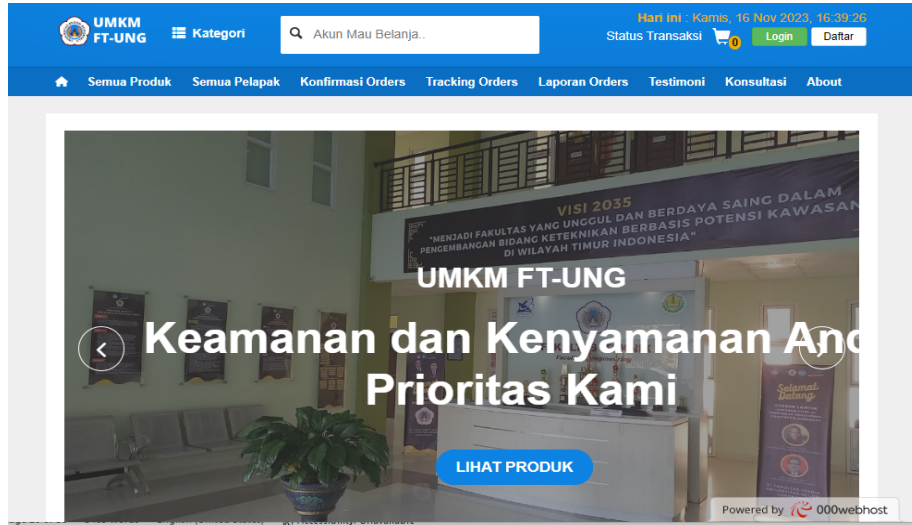 UMKM
FT-UNG
Kategori
Akun Mau Belanja..
Hari ini : Kamis, 16 Nov 2023, 16:39:26
Status Transaksi
0
Login
Daftar
Semua Produk
Semua Pelapak
Konfirmasi Orders
Tracking Orders
Laporan Orders
Testimoni
Konsultasi
About
VISI 2035
"MENJADI FAKULTAS YANG UNGGUL DAN BERDAYA SAING DALAM
PENGEMBANGAN BIDANG KETEKNIKAN BERBASIS POTENSI KAWASAN
DI WILAYAH TIMUR INDONESIA"
UMKM FT-UNG
Keamanan dan Kenyamanan And
Prioritas Kami
Selamat
Datang
LIHAT PRODUK
Powered by 000webhost